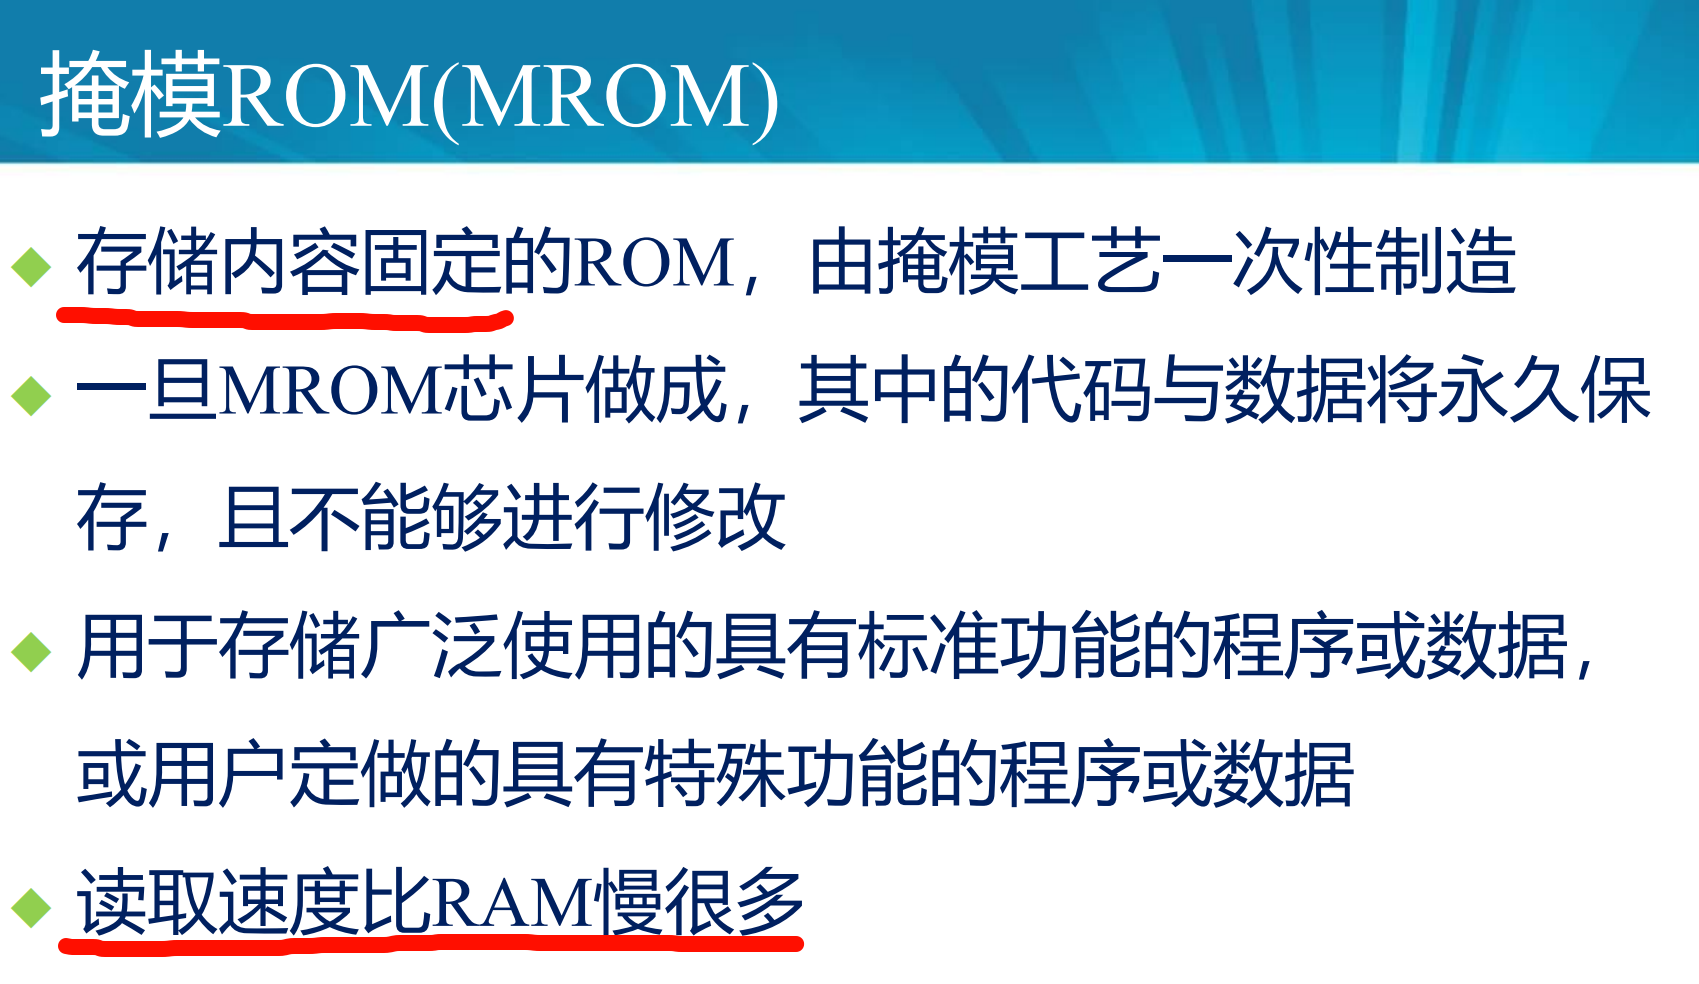 掩模ROM(MROM)
存储内容固定的ROM，由掩模工艺一次性制造
一旦MROM芯片做成，其中的代码与数据将永久保
存，且不能够进行修改
用于存储广泛使用的具有标准功能的程序或数据，
或用户定做的具有特殊功能的程序或数据
读取速度比RAM慢很多